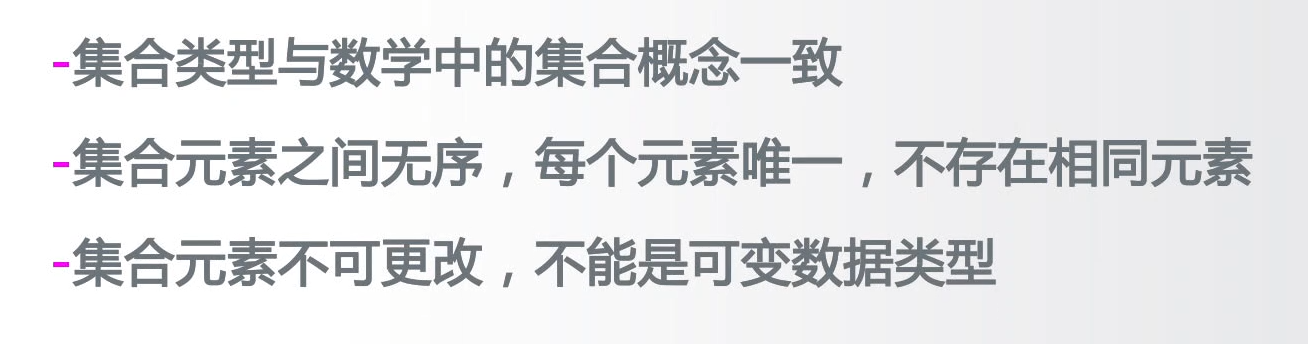 -集合类型与数学中的集合概念一致
-集合元素之间无序，每个元素唯一，不存在相同元素
-集合元素不可更改，不能是可变数据类型